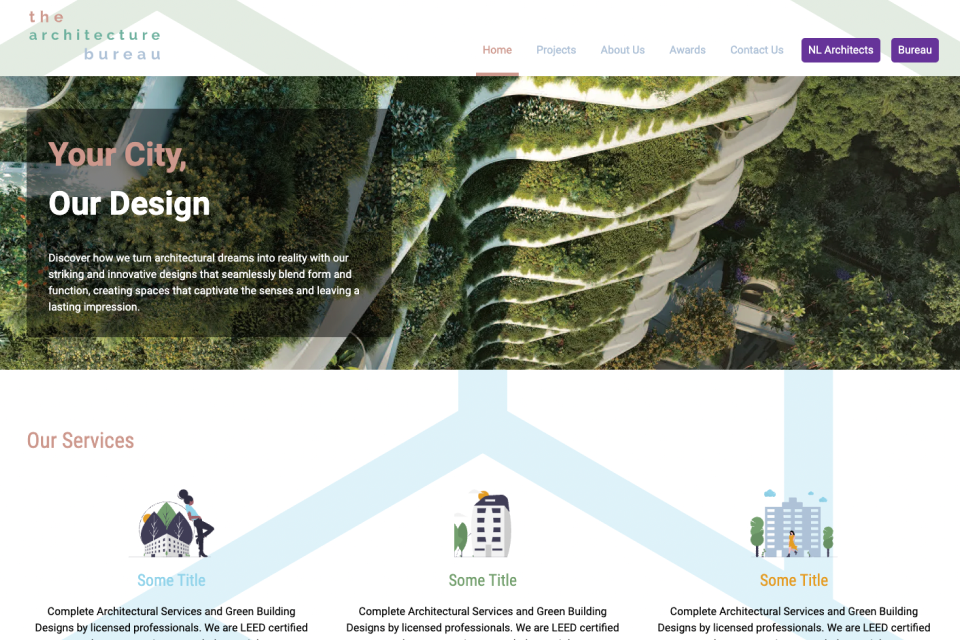 the
architecture
bureau
Home Projects About Us Awards Contact Us NL Architects Bureau
Your City,
Our Design
Discover how we turn architectural dreams into reality with our
striking and innovative designs that seamlessly blend form and
function, creating spaces that captivate the senses and leaving a
lasting impression.
Our Services
Some Title
Complete Architectural Services and Green Building
Designs by licensed professionals. We are LEED certified
Some Title
Complete Architectural Services and Green Building
Designs by licensed professionals. We are LEED certified
Some Title
Complete Architectural Services and Green Building
Designs by licensed professionals. We are LEED certified